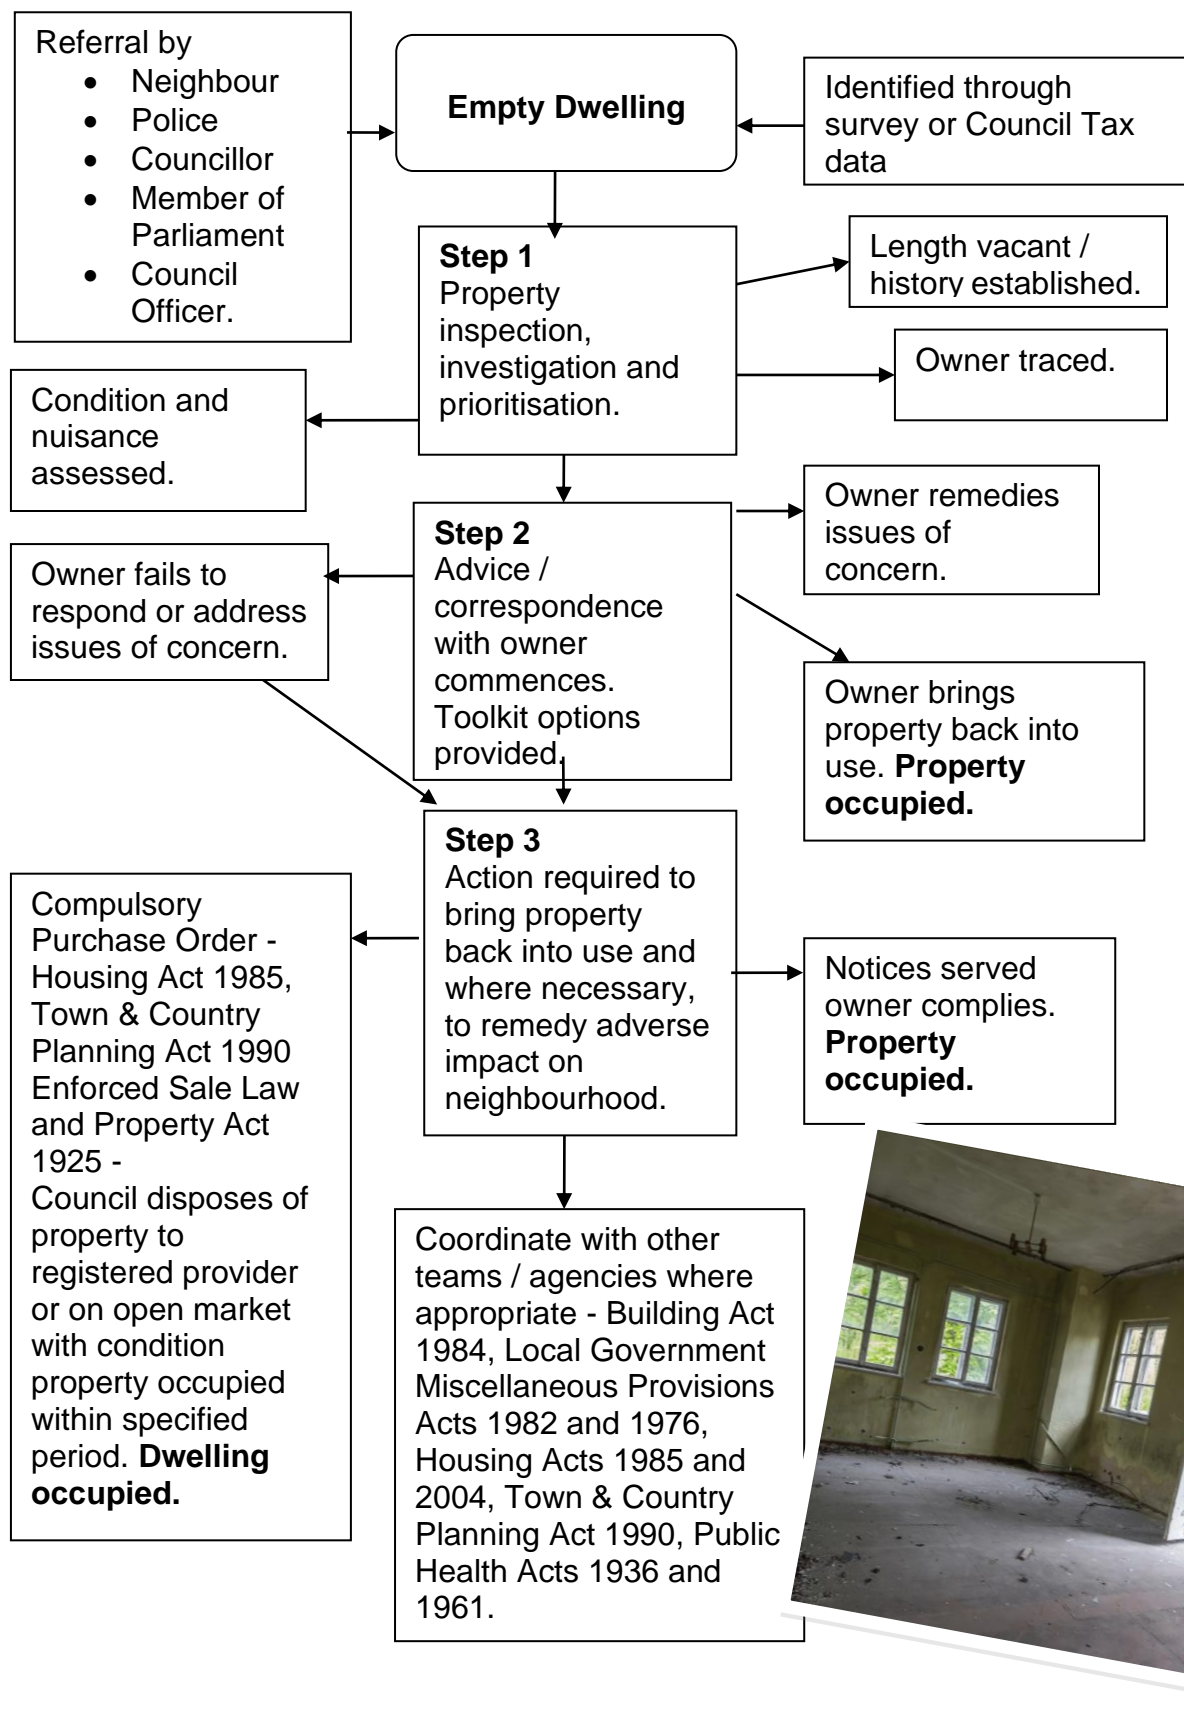 Referral by
• Neighbour
• Police
• Councillor
• Member of
Parliament
• Council
Officer.
Empty Dwelling
Identified through
survey or Council Tax
data
Step 1
Property
inspection,
investigation and
prioritisation.
Length vacant /
history established.
Owner traced.
Condition and
nuisance
assessed.
Step 2
Advice /
correspondence
with owner
commences.
Toolkit options
provided.
Owner remedies
issues of
concern.
Owner fails to
respond or address
issues of concern.
Owner brings
property back into
use. Property
occupied.
Step 3
Action required to
bring property
back into use and
where necessary,
to remedy adverse
impact on
neighbourhood.
Compulsory
Purchase Order -
Housing Act 1985,
Town & Country
Planning Act 1990
Enforced Sale Law
and Property Act
1925 -
Council disposes of
property to
registered provider
or on open market
with condition
property occupied
within specified
period. Dwelling
occupied.
Notices served
owner complies.
Property
occupied.
Coordinate with other
teams / agencies where
appropriate - Building Act
1984, Local Government
Miscellaneous Provisions
Acts 1982 and 1976,
Housing Acts 1985 and
2004, Town & Country
Planning Act 1990, Public
Health Acts 1936 and
1961.